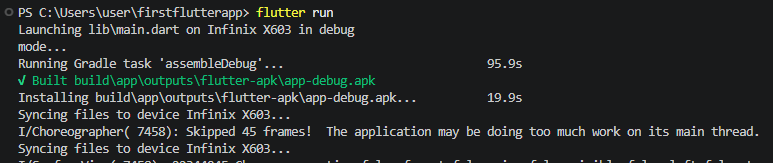 PS C:\Users\user\firstflutterapp> flutter run
Launching lib\main.dart on Infinix X603 in debug
mode...
Running Gradle task 'assembleDebug'... 95.9s
√ Built build\app\outputs\flutter-apk\app-debug.apk
Installing build\app\outputs\flutter-apk\app-debug.apk... 19.9s
Syncing files to device Infinix X603...
I/Choreographer( 7458): Skipped 45 frames! The application may be doing too much work on its main thread.
Syncing files to device Infinix X603...